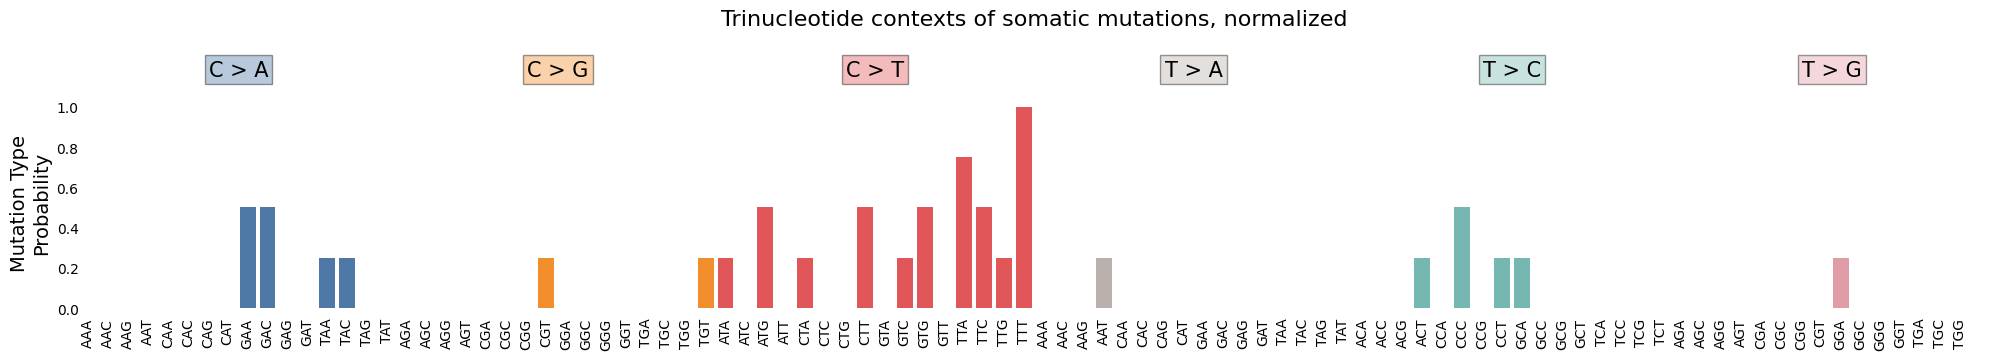 Trinucleotide contexts of somatic mutations, normalized
C > A
C > G
C > T
T > A
T > C
T > G
Mutation Type
Probability
1.0
0.8
0.6
0.4
0.2
0.0
AAA
AAC
AAG
AAT
CAA
CAC
CAG
CAT
GAA
GAC
GAG
GAT
TAA
TAC
TAG
TAT
AGA
AGC
AGG
AGT
CGA
CGC
CGG
CGT
GGA
GGC
GGG
GGT
TGA
TGC
TGG
TGT
ATA
ATC
ATG
ATT
CTA
CTC
CTG
CTT
GTA
GTC
GTG
GTT
TTA
TTC
TTG
TTT
AAA
AAC
AAG
AAT
CAA
CAC
CAG
CAT
GAA
GAC
GAG
GAT
TAA
TAC
TAG
TAT
ACA
ACC
ACG
ACT
CCA
CCC
CCG
CCT
GCA
GCC
GCG
GCT
TCA
TCC
TCG
TCT
AGA
AGC
AGG
AGT
CGA
CGC
CGG
CGT
GGA
GGC
GGG
GGT
TGA
TGC
TGG